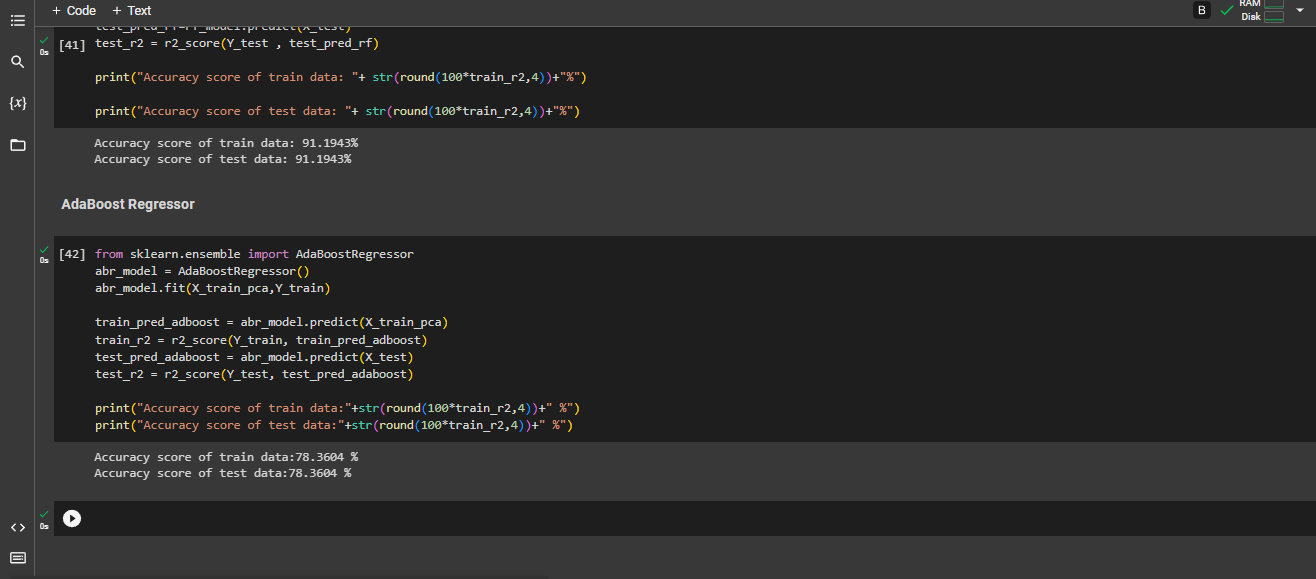 + Code + Text
B
RAM
Disk
test_pred_rf=rf_model.predict(X_test)
[41] test_r2 = r2_score(Y_test , test_pred_rf)
0s
print("Accuracy score of train data: "+ str(round(100*train_r2,4))+"%")
{x}
print("Accuracy score of test data: "+ str(round(100*train_r2,4))+"%")
Accuracy score of train data: 91.1943%
Accuracy score of test data: 91.1943%
AdaBoost Regressor
[42] from sklearn.ensemble import AdaBoostRegressor
0s
abr_model = AdaBoostRegressor()
abr_model.fit(X_train_pca,Y_train)
train_pred_adboost = abr_model.predict(X_train_pca)
train_r2 = r2_score(Y_train, train_pred_adboost)
test_pred_adaboost = abr_model.predict(X_test)
test_r2 = r2_score(Y_test, test_pred_adaboost)
print("Accuracy score of train data:"+str(round(100*train_r2,4))+" %")
print("Accuracy score of test data:"+str(round(100*train_r2,4))+" %")
Accuracy score of train data:78.3604 %
Accuracy score of test data:78.3604 %
0s
<>